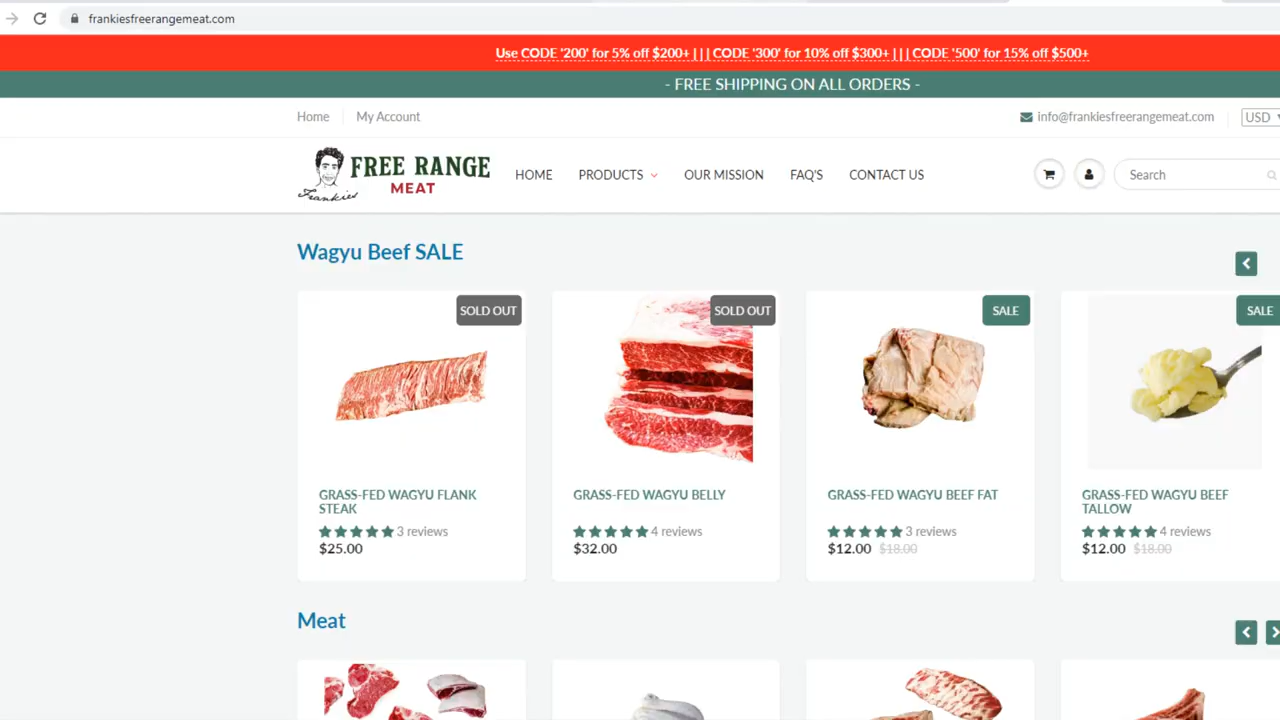 frankiesfreerangemeat.com
Use CODE '200' for 5% off $200+ | | | CODE '300' for 10% off $300+ | | | CODE '500' for 15% off $500+
- FREE SHIPPING ON ALL ORDERS -
Home My Account info@frankiesfreerangemeat.com USD
FREE RANGE
MEAT
Frankies
HOME PRODUCTS OUR MISSION FAQ'S CONTACT US Search
Wagyu Beef SALE
SOLD OUT SOLD OUT SALE SALE
GRASS-FED WAGYU FLANK
STEAK
3 reviews
$25.00
GRASS-FED WAGYU BELLY
4 reviews
$32.00
GRASS-FED WAGYU BEEF FAT
3 reviews
$12.00 $18.00
GRASS-FED WAGYU BEEF
TALLOW
4 reviews
$12.00 $18.00
Meat